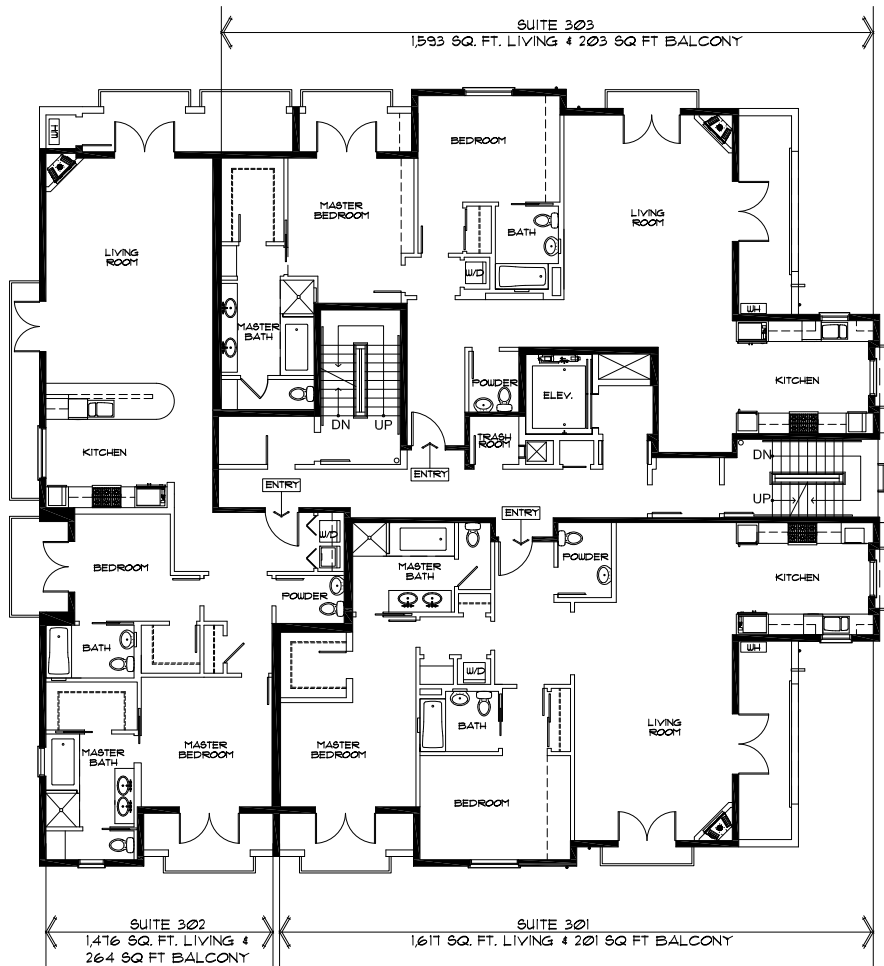 SUITE 303
1,593 SQ. FT. LIVING & 203 SQ FT BALCONY
HM
BEDROOM
MASTER
BEDROOM
LIVING
ROOM
BATH
LIVING
ROOM
W/D
WH
MASTER
BATH
POWDER
ELEV.
KITCHEN
DN
UP
TRASH
ROOM
ENTRY
KITCHEN
DN
ENTRY
UP
ENTRY
W/D
BEDROOM
MASTER
BATH
POWDER
KITCHEN
POWDER
BATH
WH
W/D
LIVING
ROOM
BATH
MASTER
BATH
MASTER
BEDROOM
MASTER
BEDROOM
BEDROOM
SUITE 302
1,476 SQ. FT. LIVING &
264 SQ FT BALCONY
SUITE 301
1,617 SQ. FT. LIVING & 201 SQ FT BALCONY